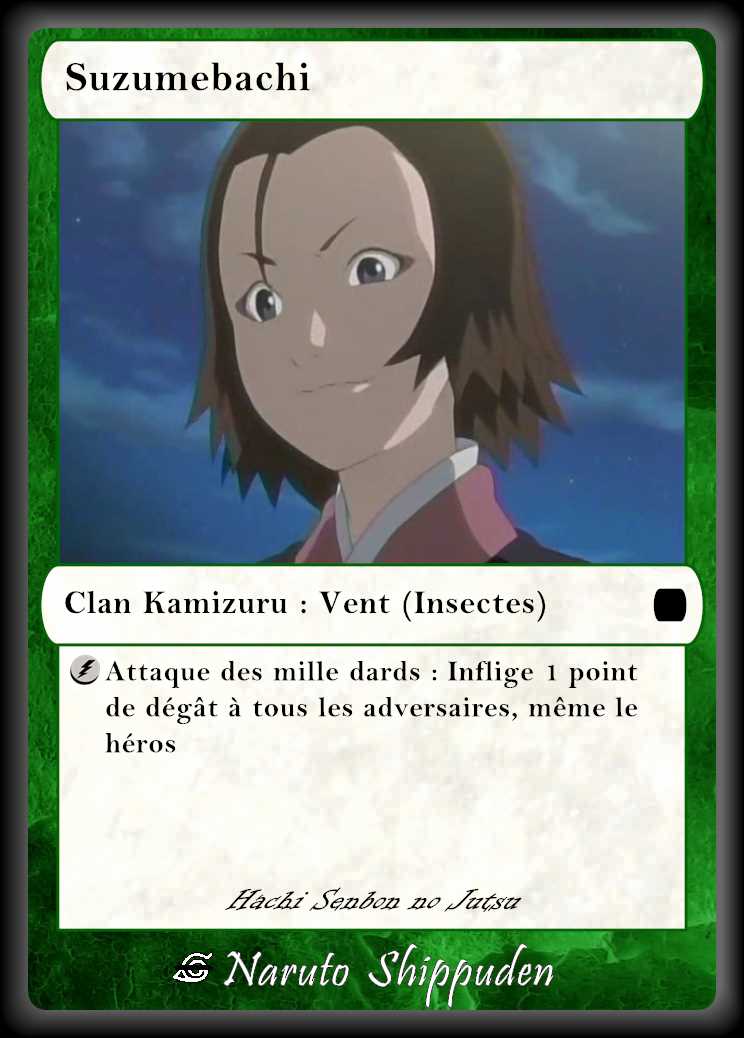 Suzumebachi
Clan Kamizuru : Vent (Insectes)
Attaque des mille dards : Inflige 1 point
de dégât à tous les adversaires, même le
héros
Hachi Senbon no Jutsu
Naruto Shippuden